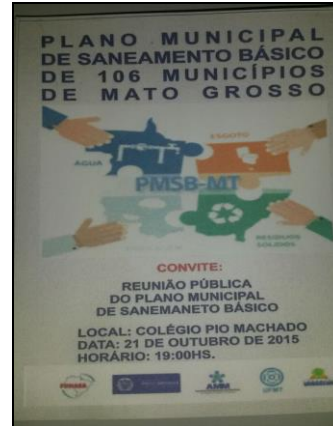 PLANO MUNICIPAL
DE SANEAMENTO BÁSICO
DE 106 MUNICÍPIOS
DE MATO GROSSO
ESGOTO
ÁGUA
PMSB-MT
RESÍDUOS
SÓLIDOS
CONVITE:
REUNIÃO PÚBLICA
DO PLANO MUNICIPAL
DE SANEMANETO BÁSICO
LOCAL: COLÉGIO PIO MACHADO
DATA: 21 DE OUTUBRO DE 2015
HORÁRIO: 19:00HS.
AMM
UFMT